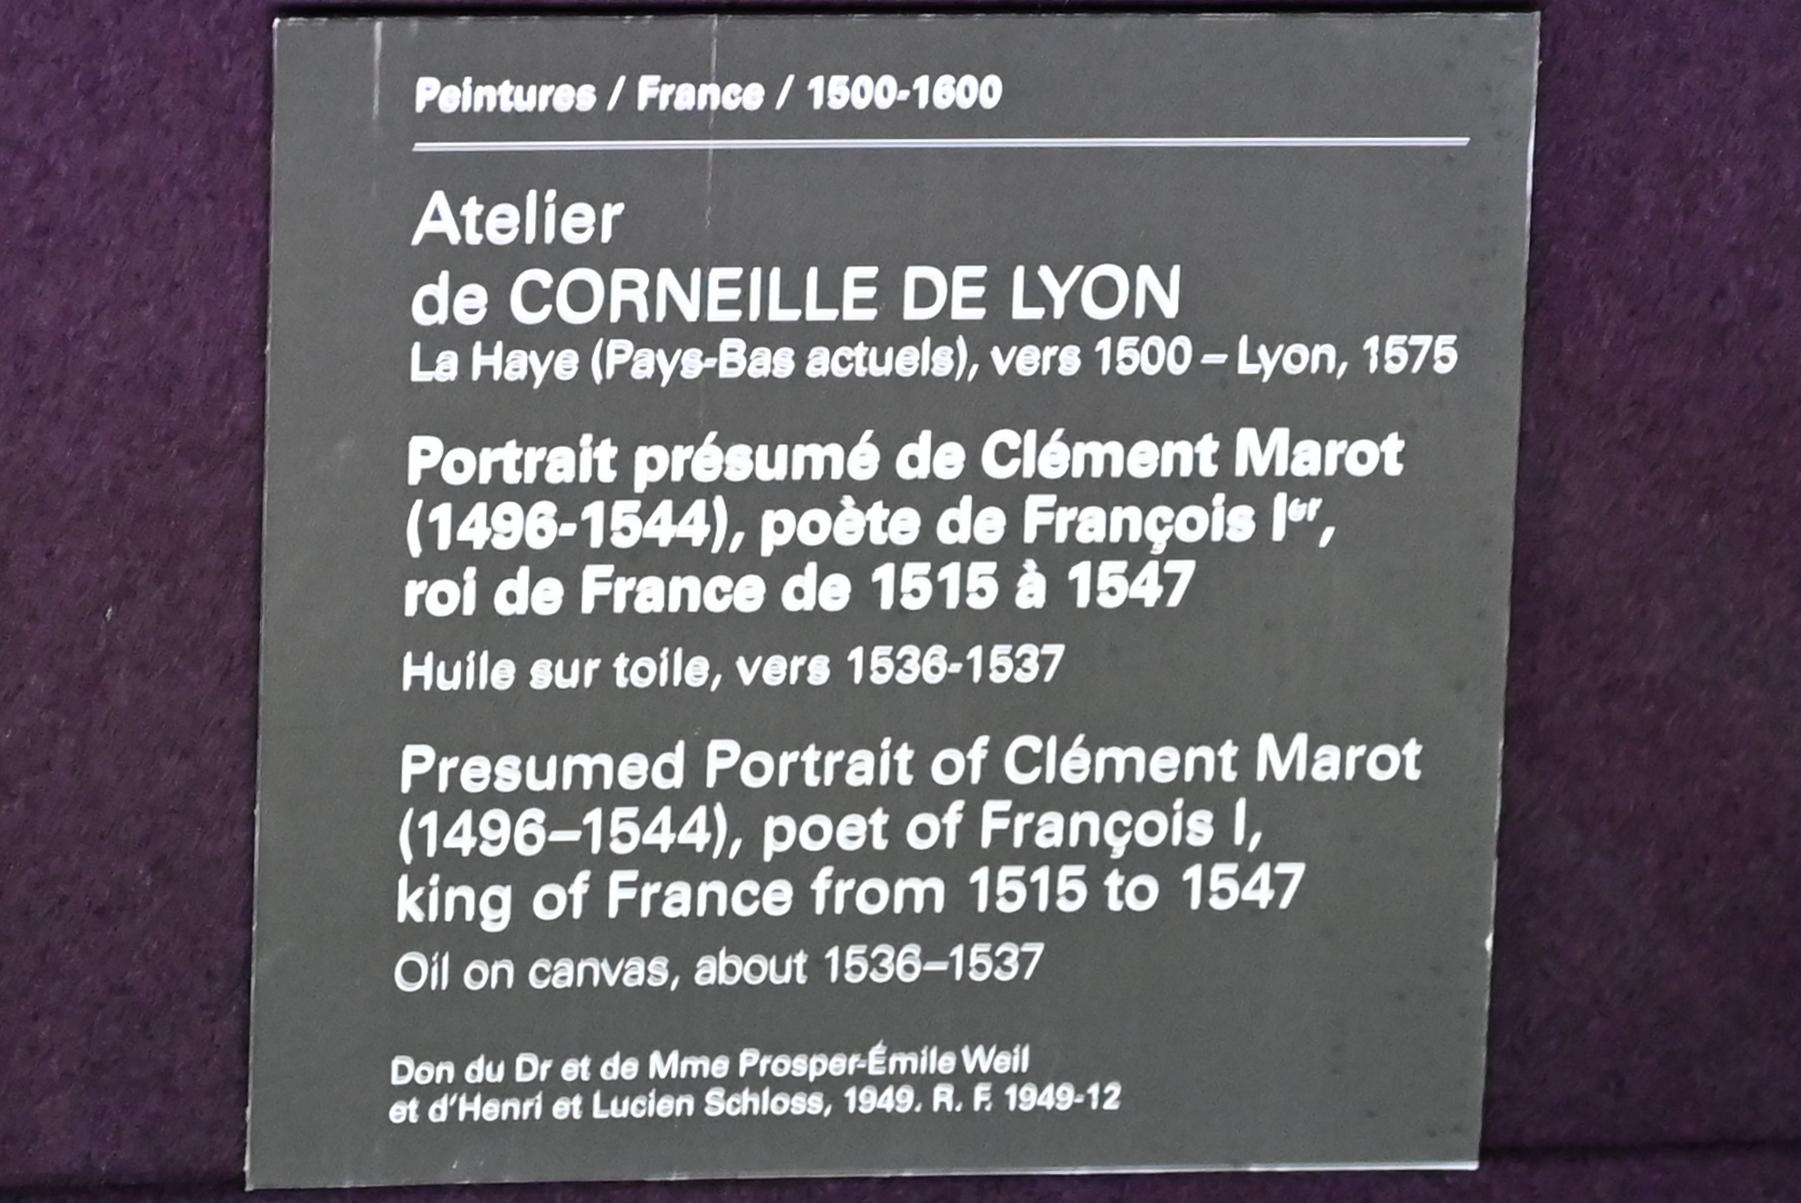 Peintures / France / 1500-1600
Atelier
de CORNEILLE DE LYON
La Haye (Pays-Bas actuels), vers 1500 – Lyon, 1575
Portrait présumé de Clément Marot
(1496-1544), poète de François Ier,
roi de France de 1515 à 1547
Huile sur toile, vers 1536-1537
Presumed Portrait of Clément Marot
(1496–1544), poet of François I,
king of France from 1515 to 1547
Oil on canvas, about 1536–1537
Don du Dr et de Mme Prosper-Émile Weil
et d'Henri et Lucien Schloss, 1949. R. F. 1949-12